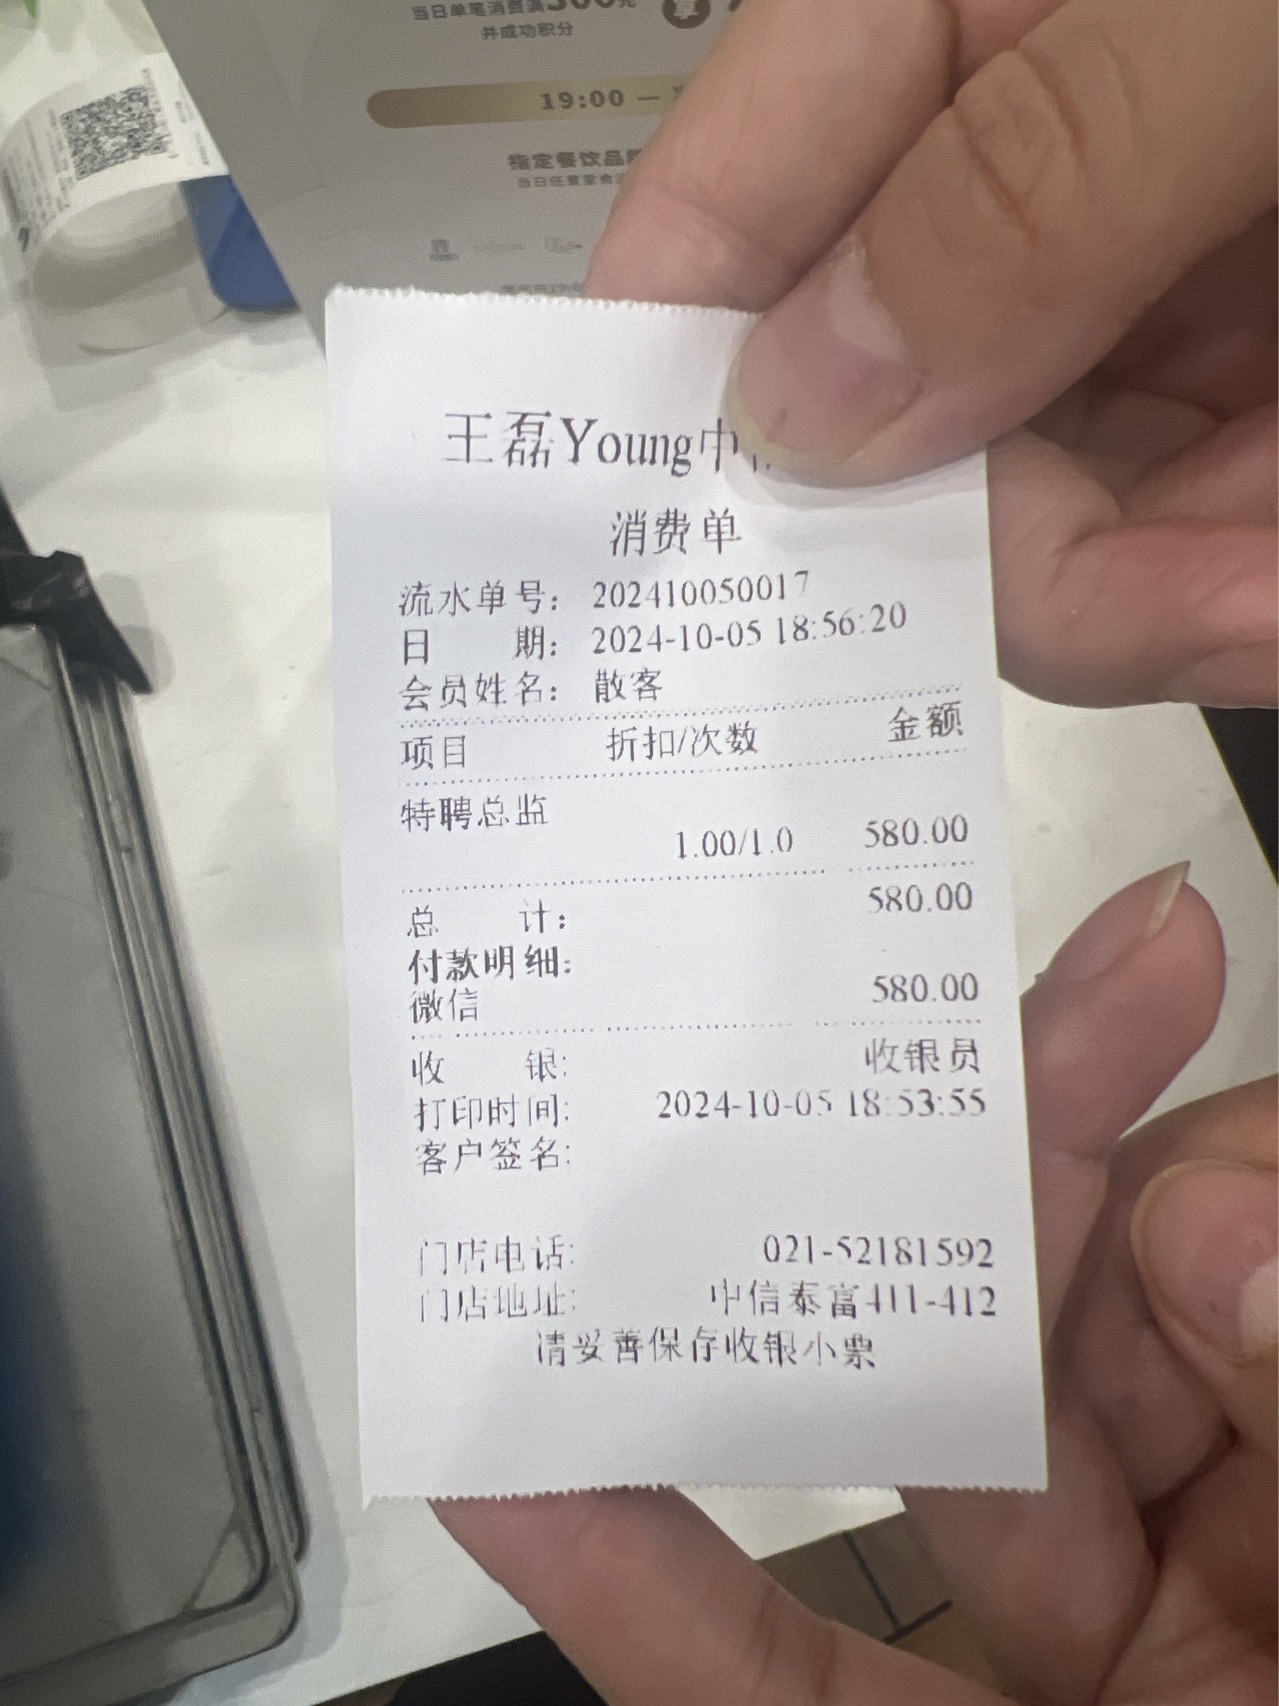 当日单笔消费满300元
并成功积分
19:00 —
指定餐饮品
王磊Young中
消费单
流水单号: 202410050017
日 期: 2024-10-05 18:56:20
会员姓名: 散客
项目 折扣/次数 金额
特聘总监
1.00/1.0 580.00
总 计: 580.00
付款明细:
微信 580.00
收 银: 收银员
打印时间: 2024-10-05 18:53:55
客户签名:
门店电话: 021-52181592
门店地址: 中信泰富411-412
请妥善保存收银小票